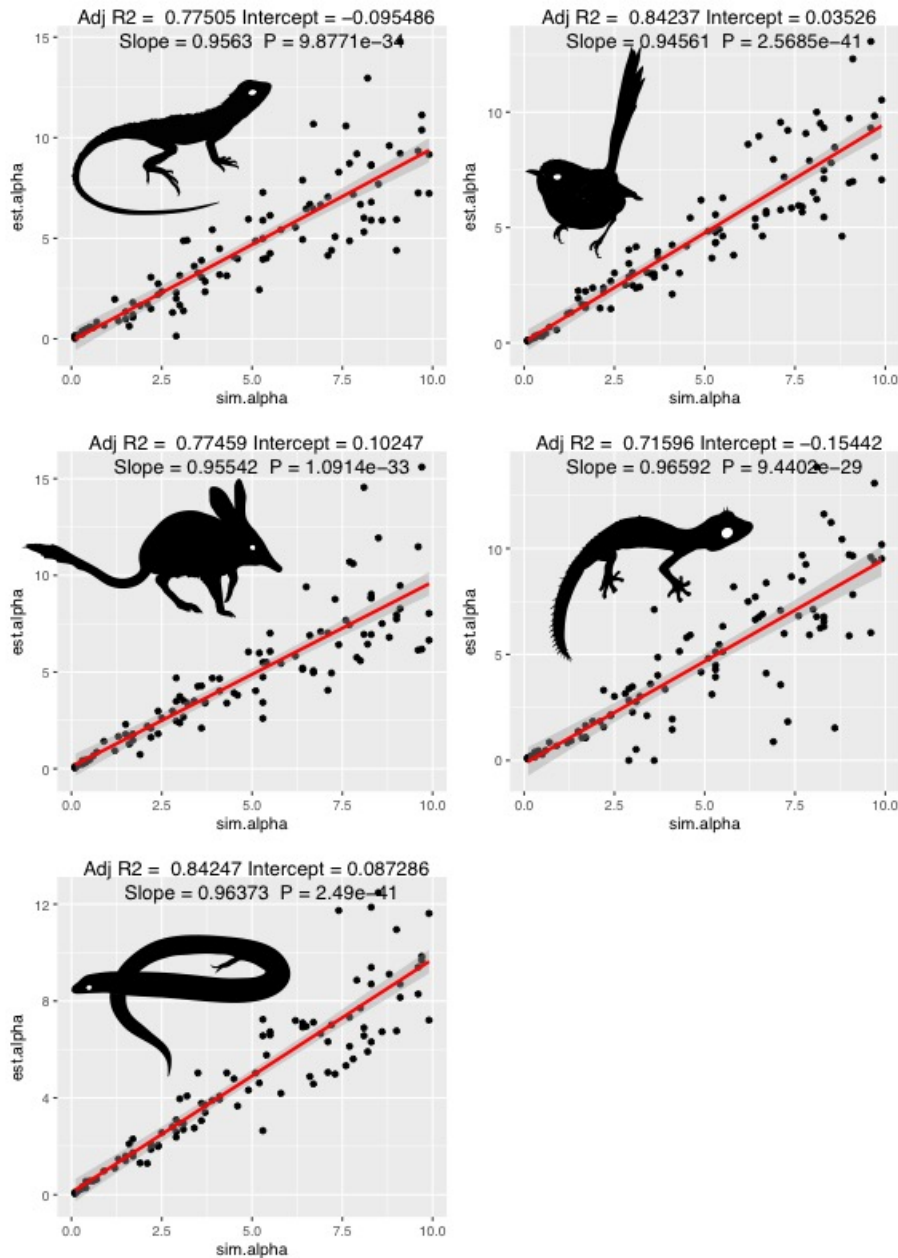 Adj R2 = 0.77505 Intercept = −0.095486
Slope = 0.9563 P = 9.8771e−34
15
10
5
0
est.alpha
0.0 2.5 5.0 7.5 10.0
sim.alpha
Adj R2 = 0.84237 Intercept = 0.03526
Slope = 0.94561 P = 2.5685e−41
10
5
0
est.alpha
0.0 2.5 5.0 7.5 10.0
sim.alpha
Adj R2 = 0.77459 Intercept = 0.10247
Slope = 0.95542 P = 1.0914e−33
15
10
5
0
est.alpha
0.0 2.5 5.0 7.5 10.0
sim.alpha
Adj R2 = 0.71596 Intercept = −0.15442
Slope = 0.96592 P = 9.4402e−29
10
5
0
est.alpha
0.0 2.5 5.0 7.5 10.0
sim.alpha
Adj R2 = 0.84247 Intercept = 0.087286
Slope = 0.96373 P = 2.49e−41
12
8
4
0
est.alpha
0.0 2.5 5.0 7.5 10.0
sim.alpha